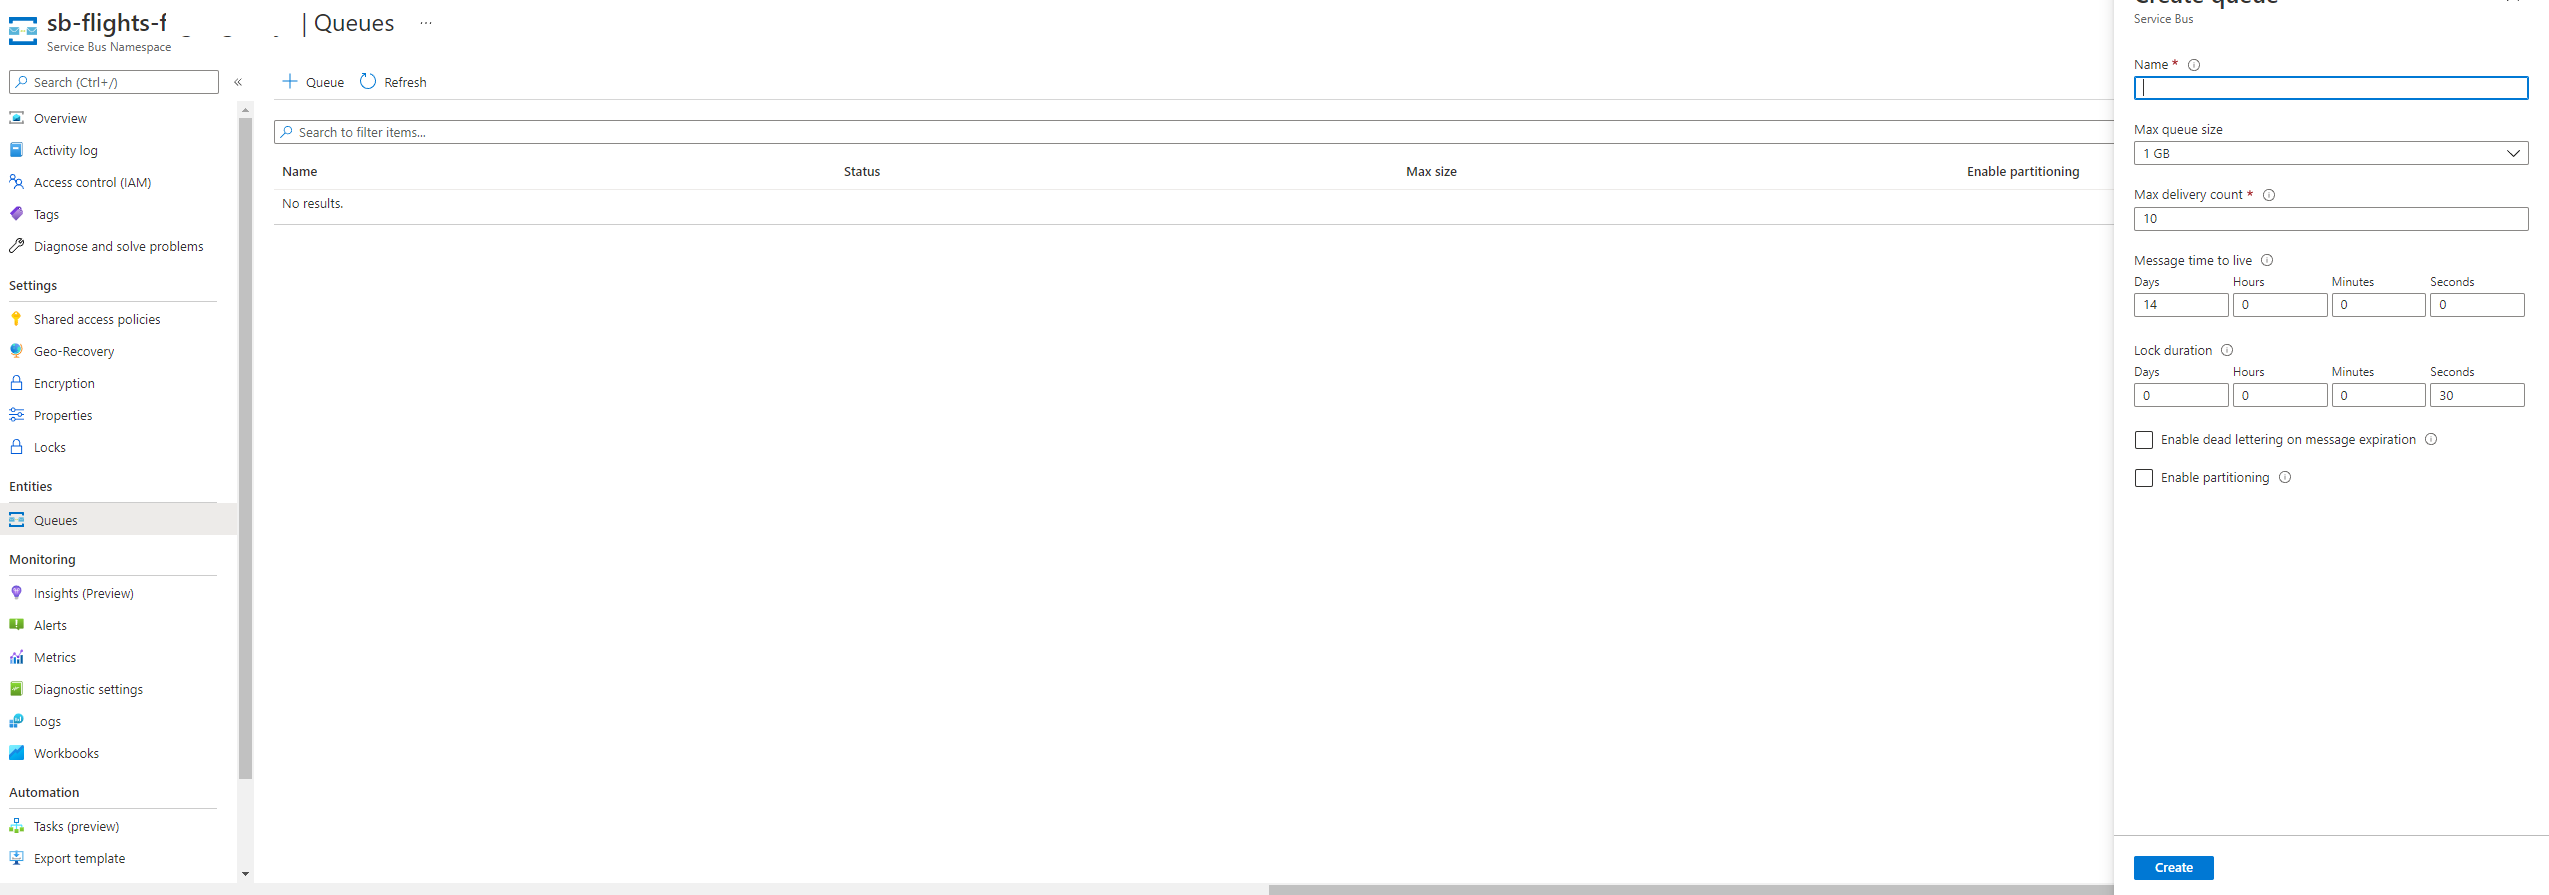 sb-flights-f | Queues ...
Service Bus Namespace
Search (Ctrl+/) «
Overview
Activity log
Access control (IAM)
Tags
Diagnose and solve problems
Settings
Shared access policies
Geo-Recovery
Encryption
Properties
Locks
Entities
Queues
Monitoring
Insights (Preview)
Alerts
Metrics
Diagnostic settings
Logs
Workbooks
Automation
Tasks (preview)
Export template
Queue Refresh
Search to filter items...
Name Status Max size Enable partitioning
No results.
Create queue
Service Bus
Name *
Max queue size
1 GB
Max delivery count *
10
Message time to live
Days Hours Minutes Seconds
14 0 0 0
Lock duration
Days Hours Minutes Seconds
0 0 0 30
Enable dead lettering on message expiration
Enable partitioning
Create